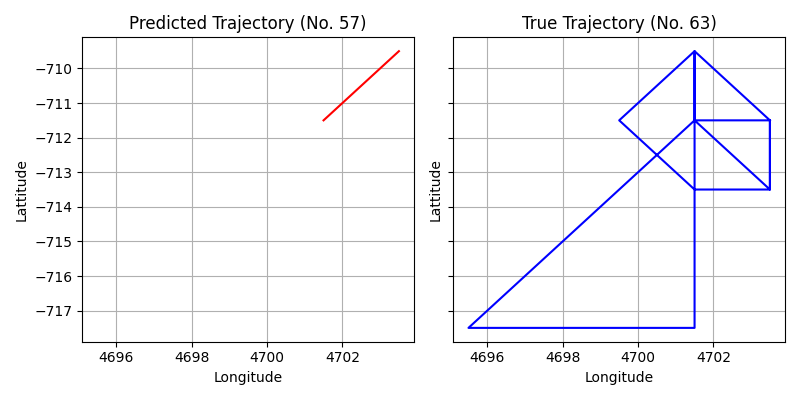 Predicted Trajectory (No. 57)
True Trajectory (No. 63)
Lattitude
−710
−711
−712
−713
−714
−715
−716
−717
4696 4698 4700 4702
Longitude
Lattitude
4696 4698 4700 4702
Longitude